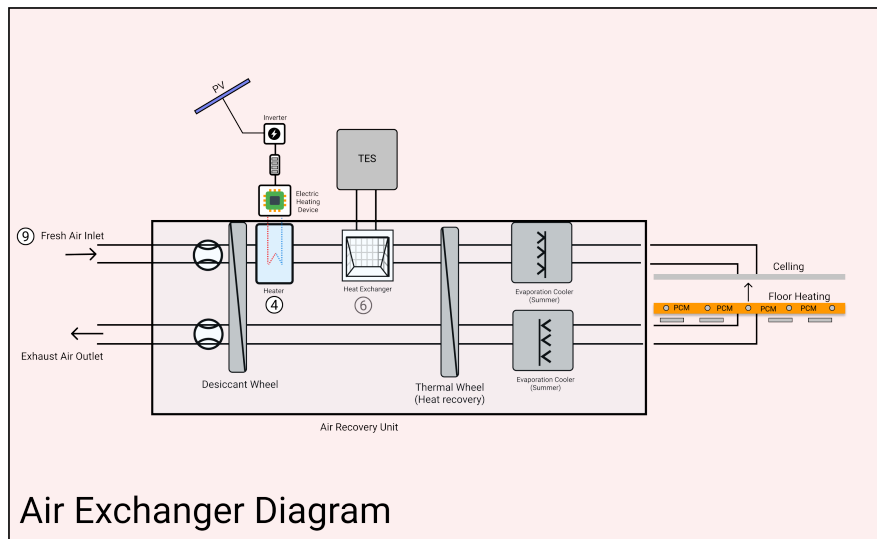 PV
Inverter
TES
Electric
Heating
Device
9 Fresh Air Inlet
Heater
4
Heat Exchanger
6
Evaporation Cooler
(Summer)
Celling
Floor Heating
PCM PCM PCM PCM
Exhaust Air Outlet
Desiccant Wheel
Thermal Wheel
(Heat recovery)
Evaporation Cooler
(Summer)
Air Recovery Unit
Air Exchanger Diagram